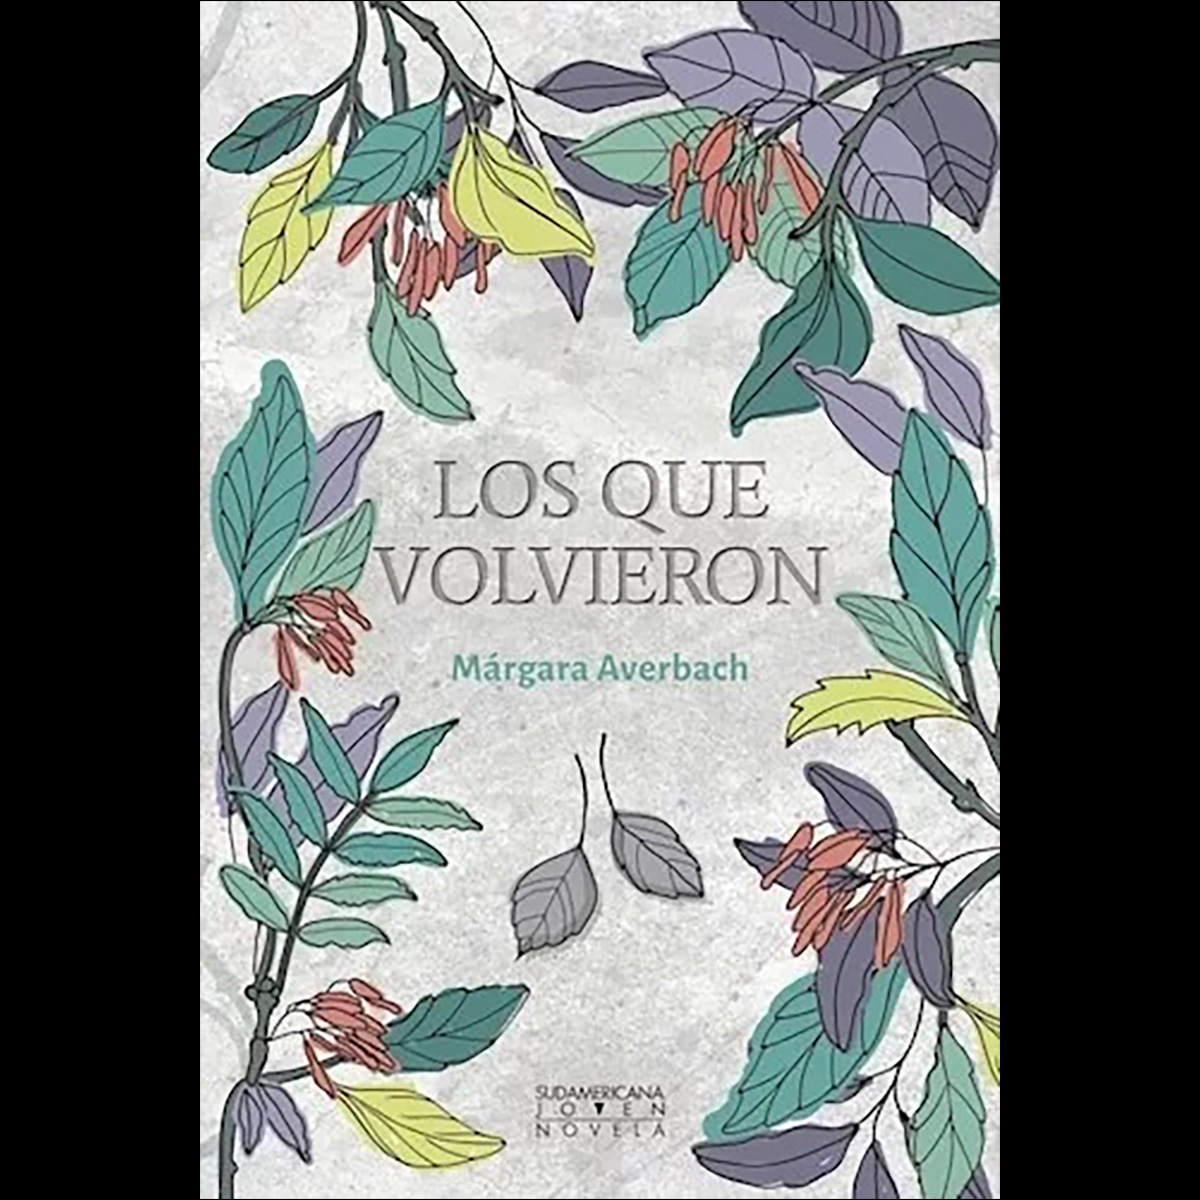 LOS QUE
VOLVIERON
Márgara Averbach
SUDAMERICANA
JOVEN
NOVELA